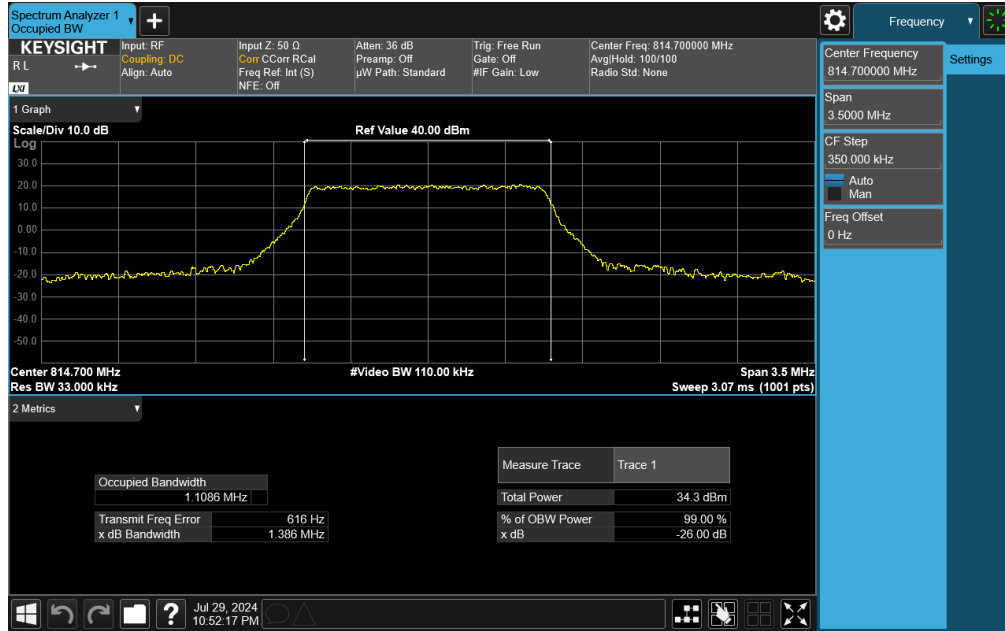 Spectrum Analyzer 1
Occupied BW
Frequency
KEYSIGHT
R L
LXI
Input: RF
Coupling: DC
Align: Auto
Input Z: 50 Ω
Corr CCorr RCal
Freq Ref: Int (S)
NFE: Off
Atten: 36 dB
Preamp: Off
µW Path: Standard
Trig: Free Run
Gate: Off
#IF Gain: Low
Center Freq: 814.700000 MHz
Avg|Hold: 100/100
Radio Std: None
Center Frequency
814.700000 MHz
Settings
Span
3.5000 MHz
CF Step
350.000 kHz
Auto
Man
Freq Offset
0 Hz
1 Graph
Scale/Div 10.0 dB
Ref Value 40.00 dBm
Log
30.0
20.0
10.0
0.00
-10.0
-20.0
-30.0
-40.0
-50.0
Center 814.700 MHz
#Video BW 110.00 kHz
Span 3.5 MHz
Res BW 33.000 kHz
Sweep 3.07 ms (1001 pts)
2 Metrics
Measure Trace
Trace 1
Occupied Bandwidth
1.1086 MHz
Total Power
34.3 dBm
Transmit Freq Error
616 Hz
% of OBW Power
99.00 %
x dB Bandwidth
1.386 MHz
x dB
-26.00 dB
?
Jul 29, 2024
10:52:17 PM